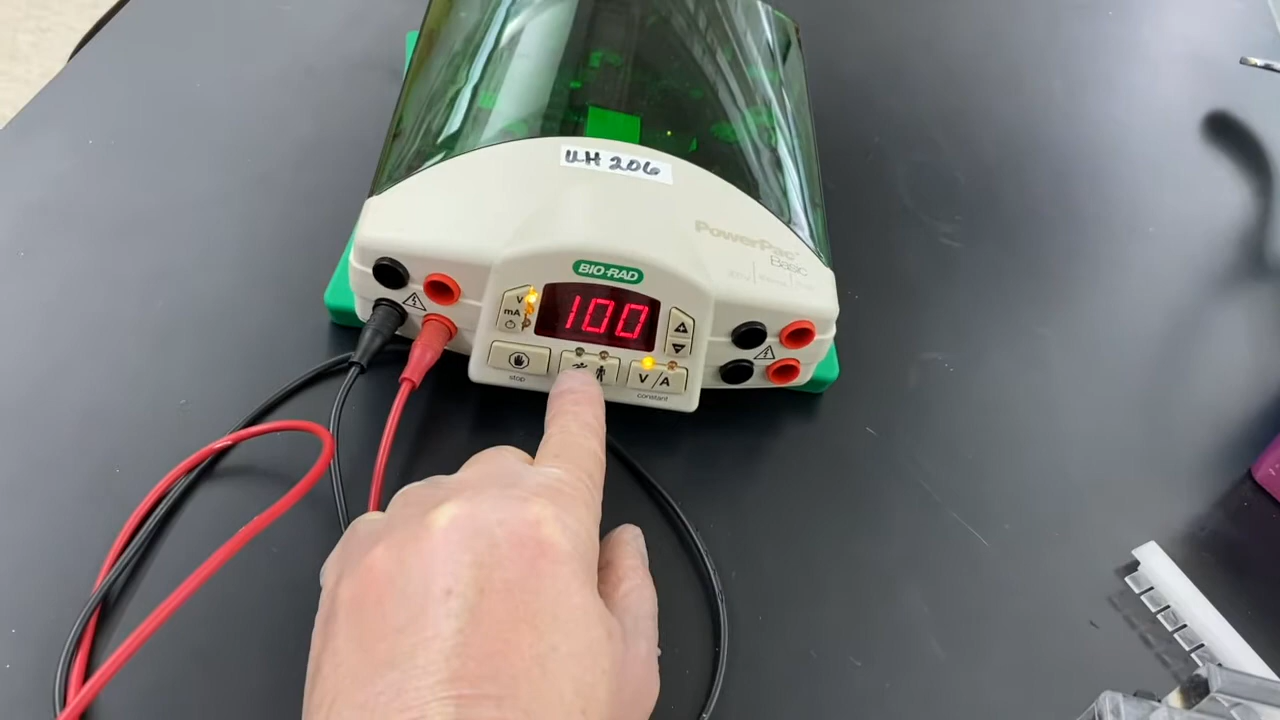 UH 206
PowerPac
Basic
BIO-RAD
V
mA
100
V/A
stop
constant